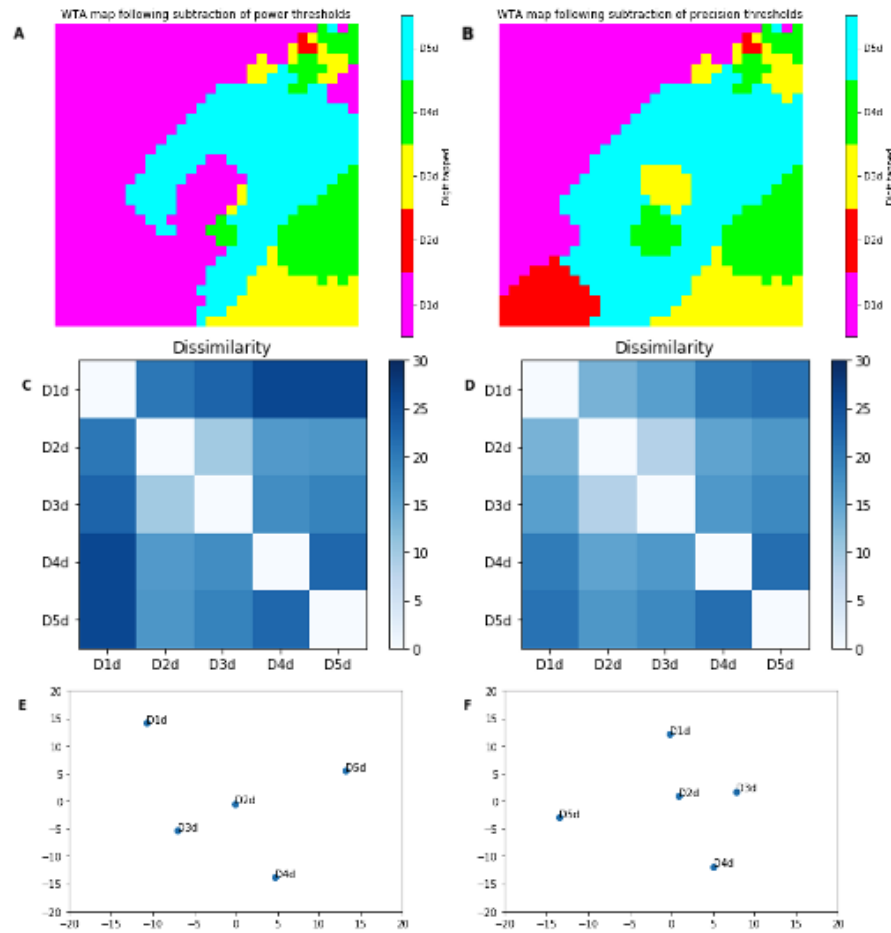 WTA map following subtraction of power thresholds
A
D5d
D4d
D3d
D2d
D1d
Digit tapped
WTA map following subtraction of precision thresholds
B
D5d
D4d
D3d
D2d
D1d
Digit tapped
Dissimilarity
C
D1d
D2d
D3d
D4d
D5d
D1d D2d D3d D4d D5d
30
25
20
15
10
5
0
Dissimilarity
D
D1d
D2d
D3d
D4d
D5d
D1d D2d D3d D4d D5d
30
25
20
15
10
5
0
E
20
15
10
5
0
−5
−10
−15
−20
D1d
D5d
D2d
D3d
D4d
−20 −15 −10 −5 0 5 10 15 20
F
20
15
10
5
0
−5
−10
−15
−20
D1d
D3d
D2d
D5d
D4d
−20 −15 −10 −5 0 5 10 15 20